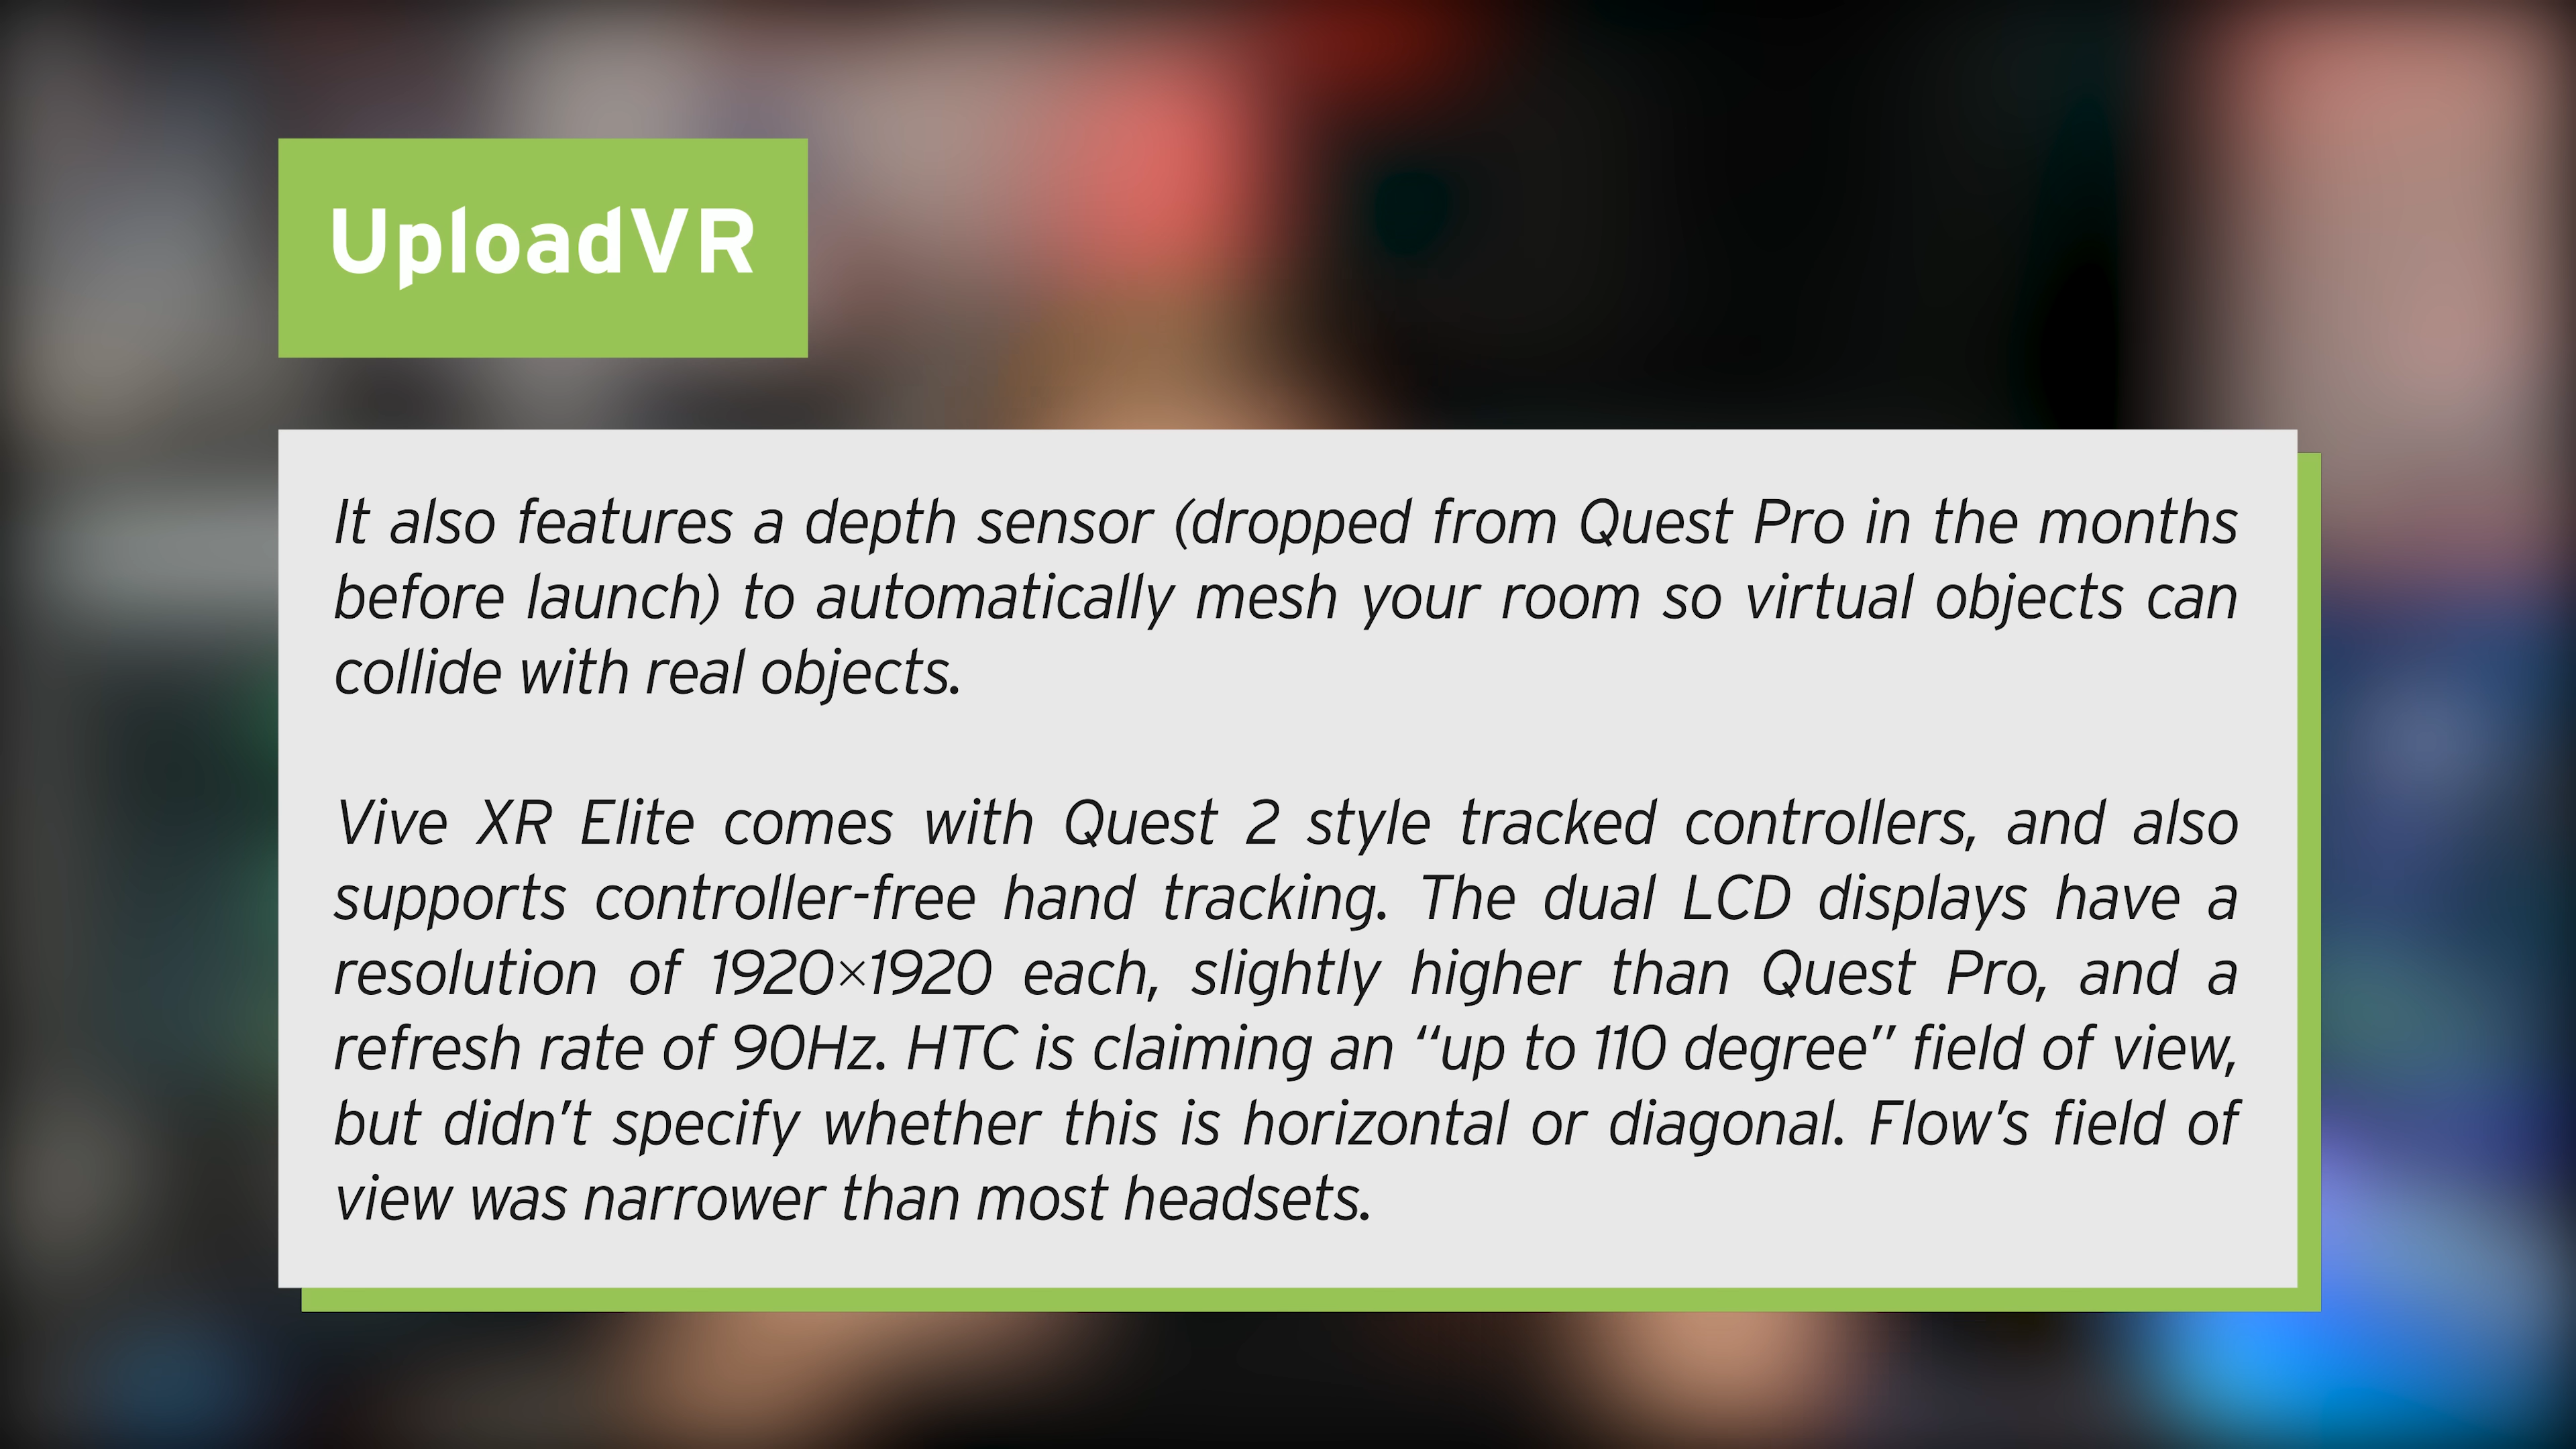 UploadVR
It also features a depth sensor (dropped from Quest Pro in the months
before launch) to automatically mesh your room so virtual objects can
collide with real objects.
Vive XR Elite comes with Quest 2 style tracked controllers, and also
supports controller-free hand tracking. The dual LCD displays have a
resolution of 1920×1920 each, slightly higher than Quest Pro, and a
refresh rate of 90Hz. HTC is claiming an “up to 110 degree” field of view,
but didn’t specify whether this is horizontal or diagonal. Flow’s field of
view was narrower than most headsets.